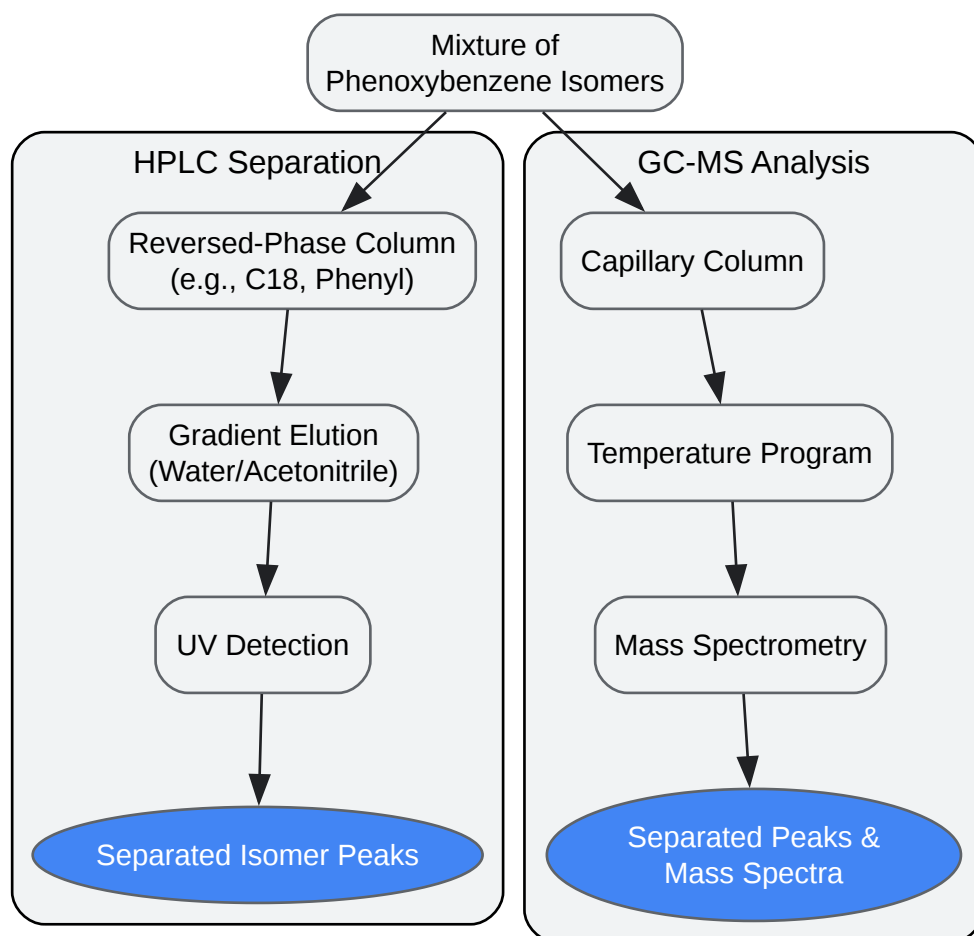 Mixture of
Phenoxybenzene Isomers
HPLC Separation
Reversed-Phase Column
(e.g., C18, Phenyl)
Gradient Elution
(Water/Acetonitrile)
UV Detection
Separated Isomer Peaks
GC-MS Analysis
Capillary Column
Temperature Program
Mass Spectrometry
Separated Peaks &
Mass Spectra